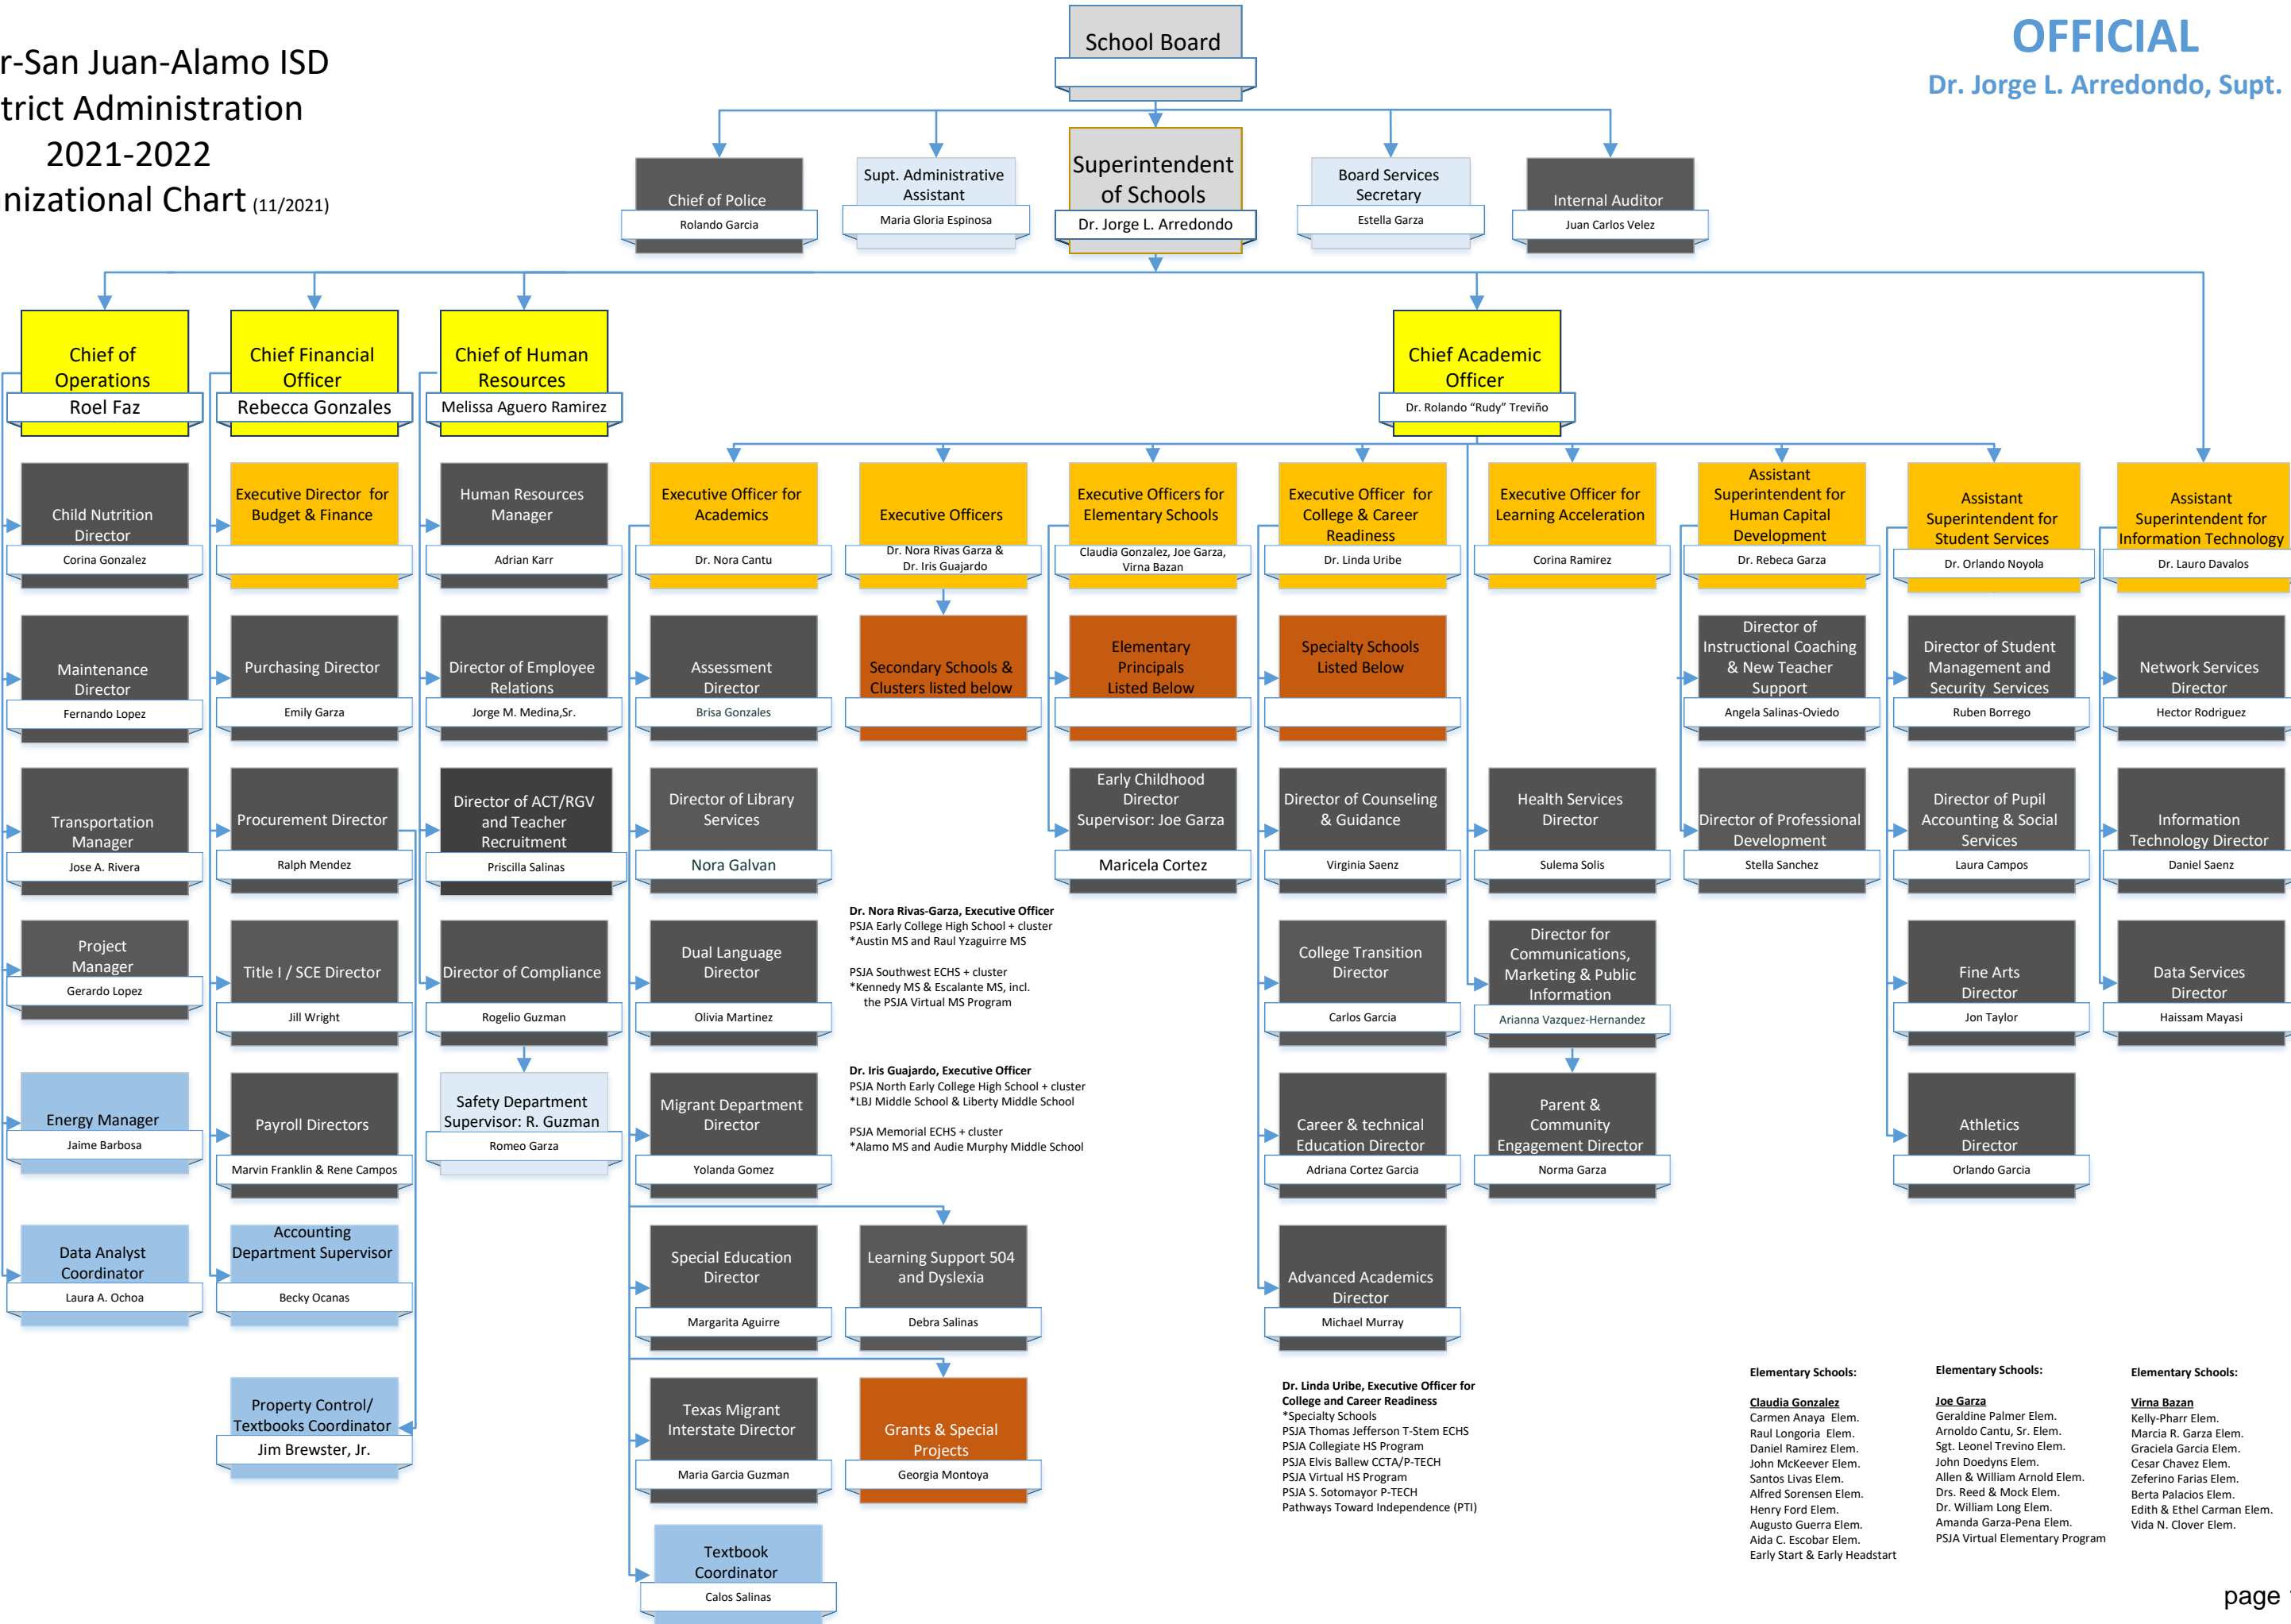 r-San Juan-Alamo ISD
trict Administration
2021-2022
nizational Chart (11/2021)
OFFICIAL
Dr. Jorge L. Arredondo, Supt.
School Board
Chief of Police
Rolando Garcia
Supt. Administrative
Assistant
Maria Gloria Espinosa
Superintendent
of Schools
Dr. Jorge L. Arredondo
Board Services
Secretary
Estella Garza
Internal Auditor
Juan Carlos Velez
Chief of
Operations
Roel Faz
Chief Financial
Officer
Rebecca Gonzales
Chief of Human
Resources
Melissa Aguero Ramirez
Chief Academic
Officer
Dr. Rolando “Rudy” Treviño
Child Nutrition
Director
Corina Gonzalez
Executive Director for
Budget & Finance
Human Resources
Manager
Adrian Karr
Executive Officer for
Academics
Dr. Nora Cantu
Executive Officers
Dr. Nora Rivas Garza &
Dr. Iris Guajardo
Executive Officers for
Elementary Schools
Claudia Gonzalez, Joe Garza,
Virna Bazan
Executive Officer for
College & Career
Readiness
Dr. Linda Uribe
Executive Officer for
Learning Acceleration
Corina Ramirez
Assistant
Superintendent for
Human Capital
Development
Dr. Rebeca Garza
Assistant
Superintendent for
Student Services
Dr. Orlando Noyola
Assistant
Superintendent for
Information Technology
Dr. Lauro Davalos
Maintenance
Director
Fernando Lopez
Purchasing Director
Emily Garza
Director of Employee
Relations
Jorge M. Medina,Sr.
Assessment
Director
Brisa Gonzales
Secondary Schools &
Clusters listed below
Elementary
Principals
Listed Below
Specialty Schools
Listed Below
Director of
Instructional Coaching
& New Teacher
Support
Angela Salinas-Oviedo
Director of Student
Management and
Security Services
Ruben Borrego
Network Services
Director
Hector Rodriguez
Transportation
Manager
Jose A. Rivera
Procurement Director
Ralph Mendez
Director of ACT/RGV
and Teacher
Recruitment
Priscilla Salinas
Director of Library
Services
Nora Galvan
Early Childhood
Director
Supervisor: Joe Garza
Maricela Cortez
Director of Counseling
& Guidance
Virginia Saenz
Health Services
Director
Sulema Solis
Director of Professional
Development
Stella Sanchez
Director of Pupil
Accounting & Social
Services
Laura Campos
Information
Technology Director
Daniel Saenz
Project
Manager
Gerardo Lopez
Title I / SCE Director
Jill Wright
Director of Compliance
Rogelio Guzman
Dual Language
Director
Olivia Martinez
Dr. Nora Rivas-Garza, Executive Officer
PSJA Early College High School + cluster
*Austin MS and Raul Yzaguirre MS
PSJA Southwest ECHS + cluster
*Kennedy MS & Escalante MS, incl.
the PSJA Virtual MS Program
College Transition
Director
Carlos Garcia
Director for
Communications,
Marketing & Public
Information
Arianna Vazquez-Hernandez
Fine Arts
Director
Jon Taylor
Data Services
Director
Haissam Mayasi
Energy Manager
Jaime Barbosa
Payroll Directors
Marvin Franklin & Rene Campos
Safety Department
Supervisor: R. Guzman
Romeo Garza
Migrant Department
Director
Yolanda Gomez
Dr. Iris Guajardo, Executive Officer
PSJA North Early College High School + cluster
*LBJ Middle School & Liberty Middle School
PSJA Memorial ECHS + cluster
*Alamo MS and Audie Murphy Middle School
Career & technical
Education Director
Adriana Cortez Garcia
Parent &
Community
Engagement Director
Norma Garza
Athletics
Director
Orlando Garcia
Data Analyst
Coordinator
Laura A. Ochoa
Accounting
Department Supervisor
Becky Ocanas
Special Education
Director
Margarita Aguirre
Learning Support 504
and Dyslexia
Debra Salinas
Advanced Academics
Director
Michael Murray
Property Control/
Textbooks Coordinator
Jim Brewster, Jr.
Texas Migrant
Interstate Director
Maria Garcia Guzman
Grants & Special
Projects
Georgia Montoya
Dr. Linda Uribe, Executive Officer for
College and Career Readiness
*Specialty Schools
PSJA Thomas Jefferson T-Stem ECHS
PSJA Collegiate HS Program
PSJA Elvis Ballew CCTA/P-TECH
PSJA Virtual HS Program
PSJA S. Sotomayor P-TECH
Pathways Toward Independence (PTI)
Elementary Schools:
Claudia Gonzalez
Carmen Anaya Elem.
Raul Longoria Elem.
Daniel Ramirez Elem.
John McKeever Elem.
Santos Livas Elem.
Alfred Sorensen Elem.
Henry Ford Elem.
Augusto Guerra Elem.
Aida C. Escobar Elem.
Early Start & Early Headstart
Elementary Schools:
Joe Garza
Geraldine Palmer Elem.
Arnoldo Cantu, Sr. Elem.
Sgt. Leonel Trevino Elem.
John Doedyns Elem.
Allen & William Arnold Elem.
Drs. Reed & Mock Elem.
Dr. William Long Elem.
Amanda Garza-Pena Elem.
PSJA Virtual Elementary Program
Elementary Schools:
Virna Bazan
Kelly-Pharr Elem.
Marcia R. Garza Elem.
Graciela Garcia Elem.
Cesar Chavez Elem.
Zeferino Farias Elem.
Berta Palacios Elem.
Edith & Ethel Carman Elem.
Vida N. Clover Elem.
Textbook
Coordinator
Calos Salinas
page